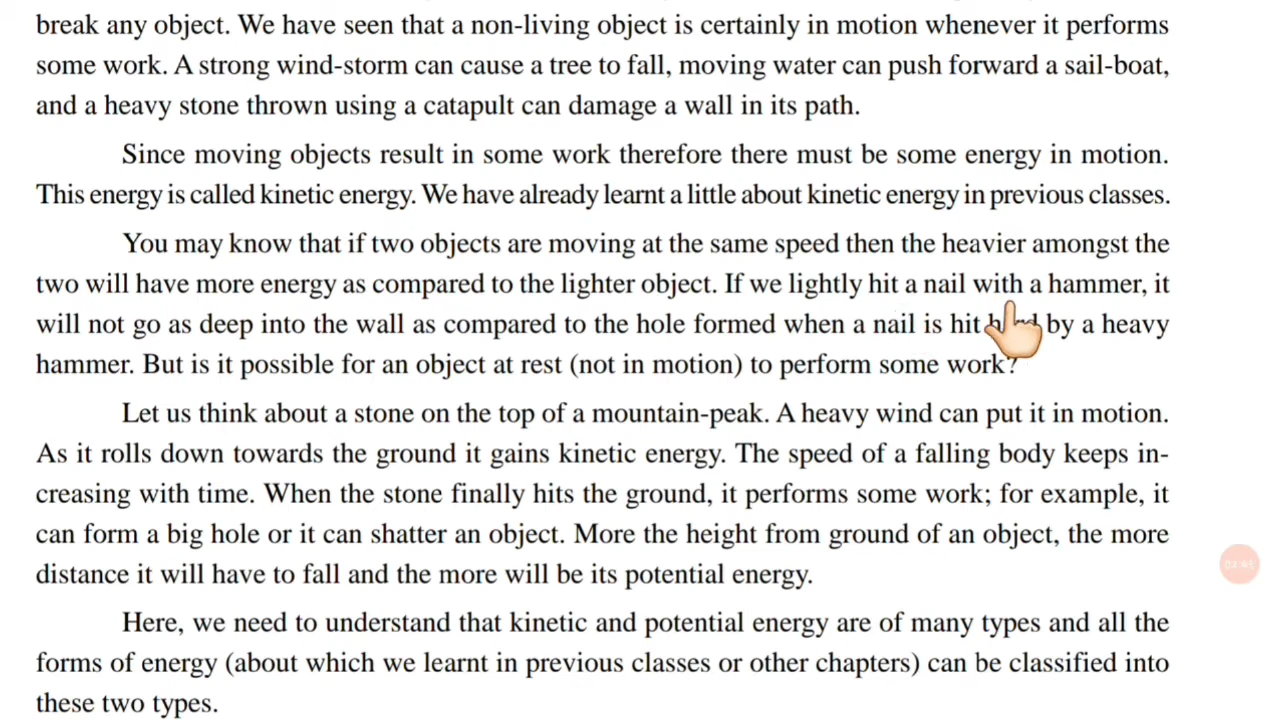 break any object. We have seen that a non-living object is certainly in motion whenever it performs
some work. A strong wind-storm can cause a tree to fall, moving water can push forward a sail-boat,
and a heavy stone thrown using a catapult can damage a wall in its path.
Since moving objects result in some work therefore there must be some energy in motion.
This energy is called kinetic energy. We have already learnt a little about kinetic energy in previous classes.
You may know that if two objects are moving at the same speed then the heavier amongst the
two will have more energy as compared to the lighter object. If we lightly hit a nail with a hammer, it
will not go as deep into the wall as compared to the hole formed when a nail is hit by a heavy
hammer. But is it possible for an object at rest (not in motion) to perform some work?
Let us think about a stone on the top of a mountain-peak. A heavy wind can put it in motion.
As it rolls down towards the ground it gains kinetic energy. The speed of a falling body keeps in-
creasing with time. When the stone finally hits the ground, it performs some work; for example, it
can form a big hole or it can shatter an object. More the height from ground of an object, the more
distance it will have to fall and the more will be its potential energy.
Here, we need to understand that kinetic and potential energy are of many types and all the
forms of energy (about which we learnt in previous classes or other chapters) can be classified into
these two types.